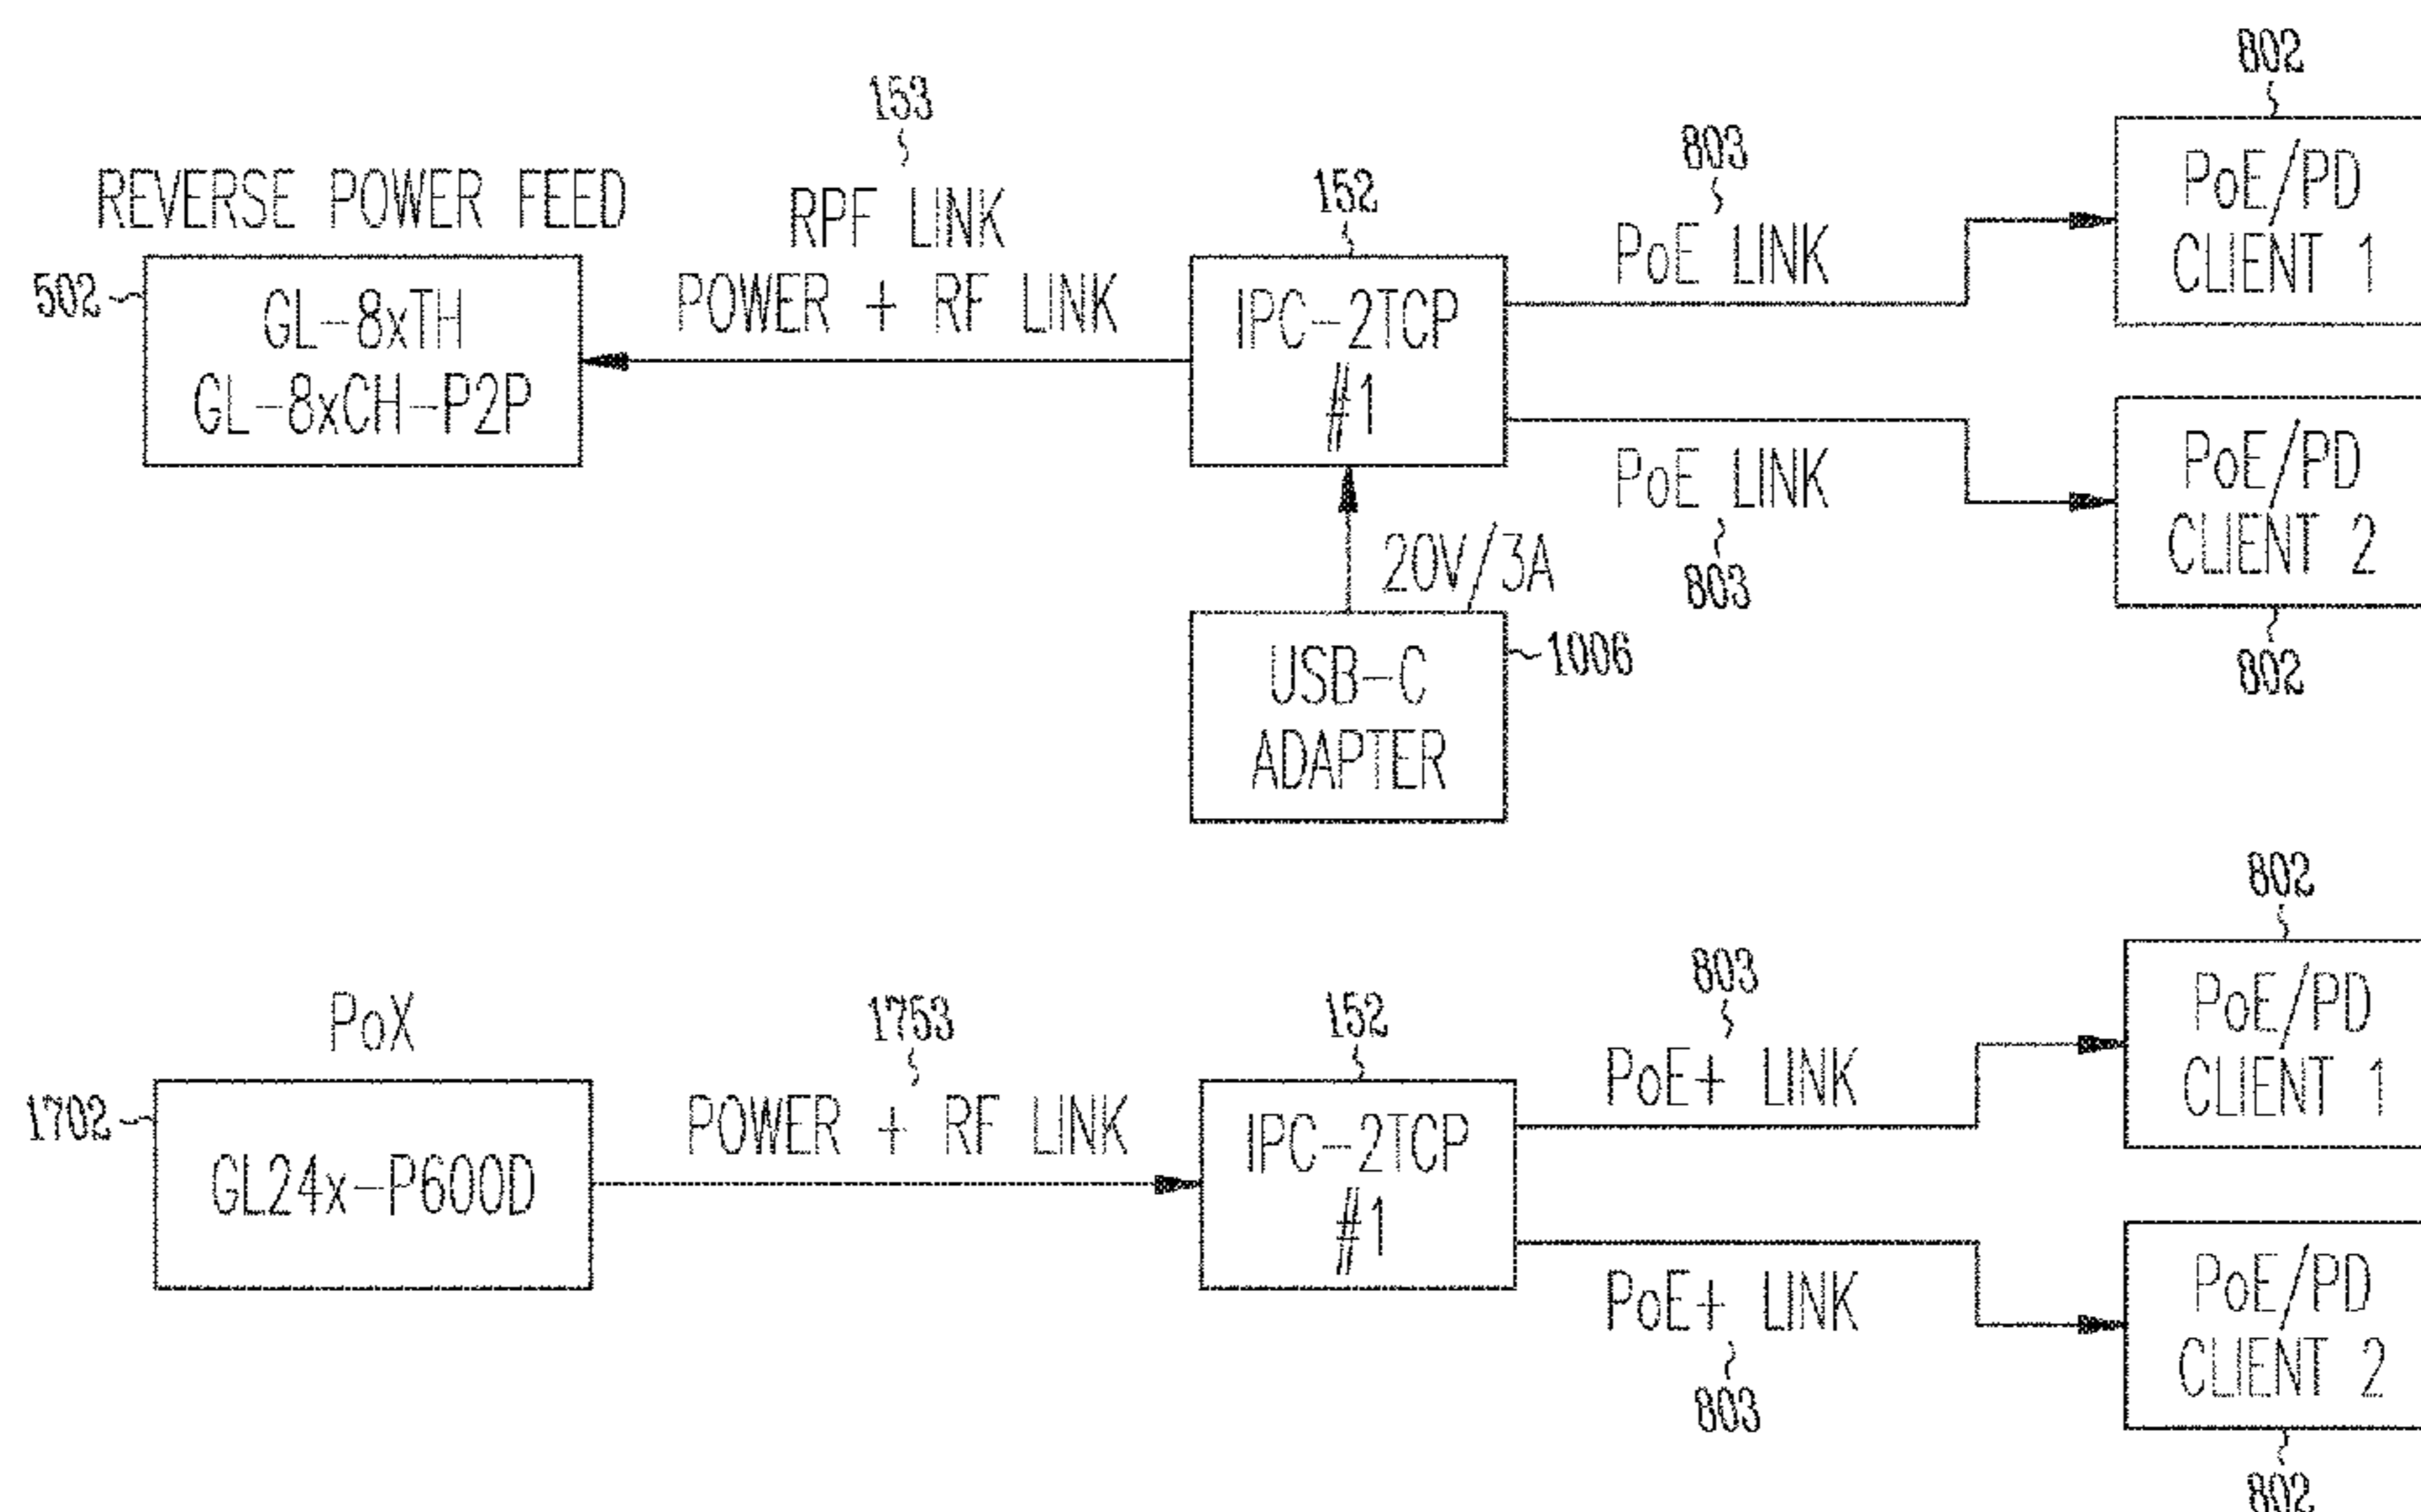 802
153
803
PoE/PD
CLIENT 1
REVERSE POWER FEED
RPF LINK
POWER + RF LINK
152
PoE LINK
502
GL-8xTH
GL-8xCH-P2P
IPC-2TCP
#1
PoE/PD
CLIENT 2
PoE LINK
803
802
20V/3A
USB-C
ADAPTER
1006
802
803
PoE/PD
CLIENT 1
PoX
1753
152
PoE+ LINK
POWER + RF LINK
1702
GL24x-P600D
IPC-2TCP
#1
PoE/PD
CLIENT 2
PoE+ LINK
803
802